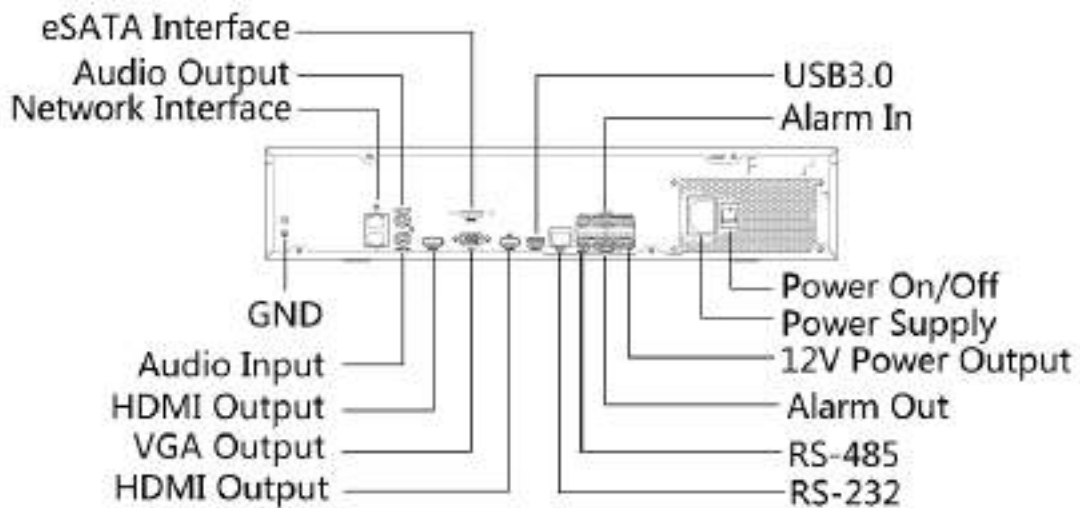 eSATA Interface
Audio Output
Network Interface
USB3.0
Alarm In
GND
Audio Input
HDMI Output
VGA Output
HDMI Output
Power On/Off
Power Supply
12V Power Output
Alarm Out
RS-485
RS-232